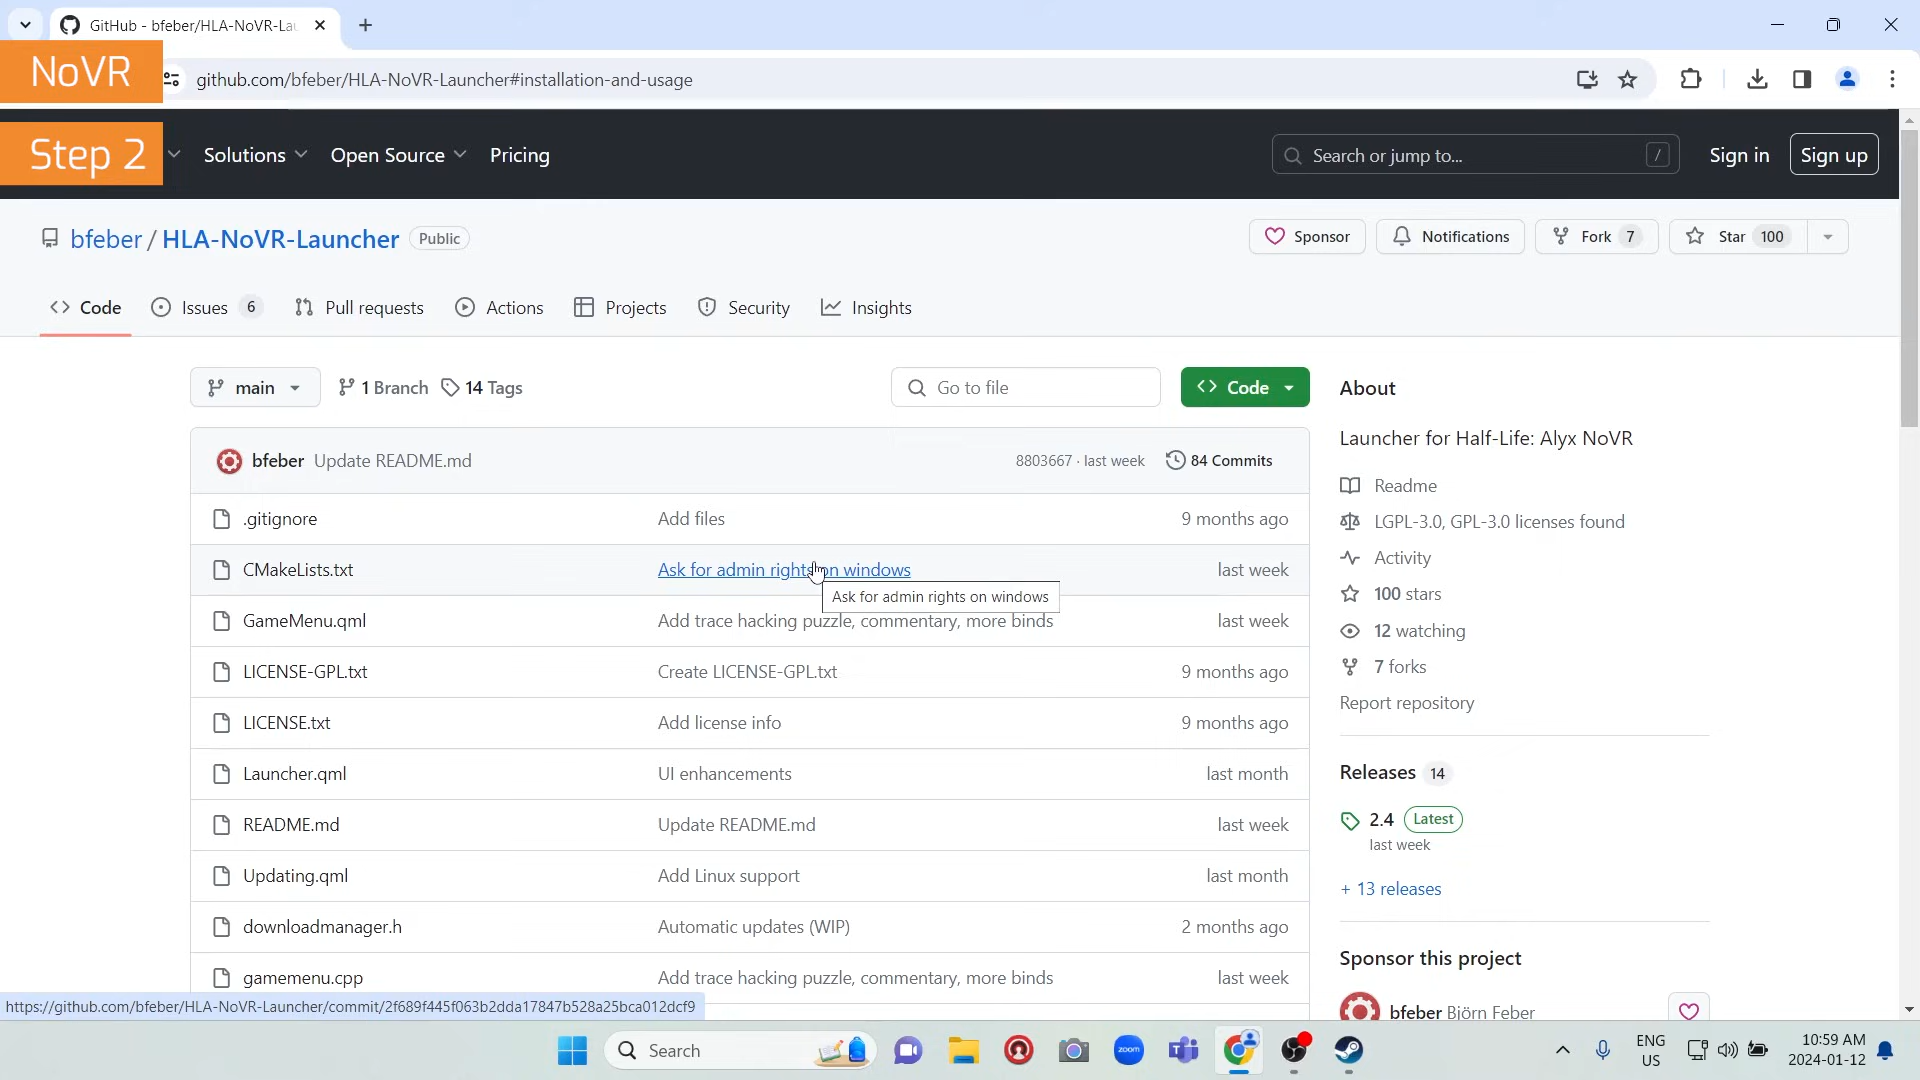 GitHub - bfeber/HLA-NoVR-La
NoVR
github.com/bfeber/HLA-NoVR-Launcher#installation-and-usage
Step 2
Solutions
Open Source
Pricing
Search or jump to...
/
Sign in
Sign up
bfeber / HLA-NoVR-Launcher Public
Sponsor
Notifications
Fork 7
Star 100
Code
Issues 6
Pull requests
Actions
Projects
Security
Insights
main
1 Branch
14 Tags
Go to file
Code
bfeber Update README.md 8803667 · last week 84 Commits
.gitignore Add files 9 months ago
CMakeLists.txt Ask for admin rights on windows last week
Ask for admin rights on windows
GameMenu.qml Add trace hacking puzzle, commentary, more binds last week
LICENSE-GPL.txt Create LICENSE-GPL.txt 9 months ago
LICENSE.txt Add license info 9 months ago
Launcher.qml UI enhancements last month
README.md Update README.md last week
Updating.qml Add Linux support last month
downloadmanager.h Automatic updates (WIP) 2 months ago
gamemenu.cpp Add trace hacking puzzle, commentary, more binds last week
About
Launcher for Half-Life: Alyx NoVR
Readme
LGPL-3.0, GPL-3.0 licenses found
Activity
100 stars
12 watching
7 forks
Report repository
Releases 14
2.4 Latest
last week
+ 13 releases
Sponsor this project
bfeber Björn Feber
https://github.com/bfeber/HLA-NoVR-Launcher/commit/2f689f445f063b2dda17847b528a25bca012dcf9
Search
zoom
ENG
US
10:59 AM
2024-01-12